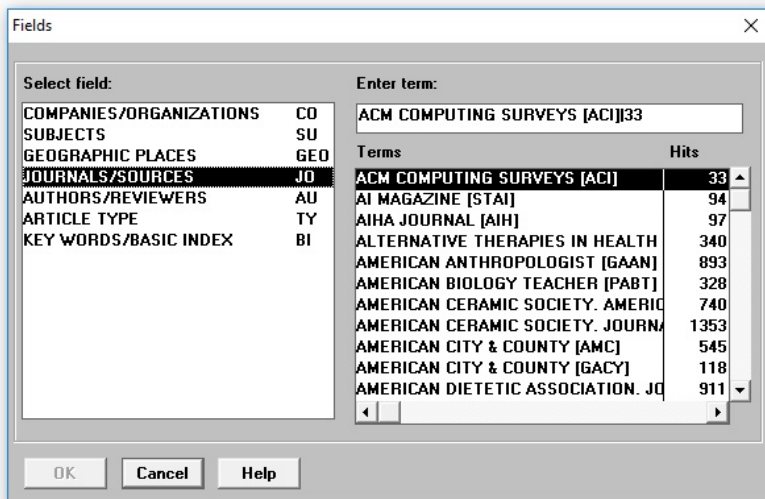 Fields
Select field:
COMPANIES/ORGANIZATIONS CO
SUBJECTS SU
GEOGRAPHIC PLACES GEO
JOURNALS/SOURCES JO
AUTHORS/REVIEWERS AU
ARTICLE TYPE TY
KEY WORDS/BASIC INDEX BI
Enter term:
ACM COMPUTING SURVEYS [ACI]|33
Terms Hits
ACM COMPUTING SURVEYS [ACI] 33
AI MAGAZINE [STAI] 94
AIHA JOURNAL [AIH] 97
ALTERNATIVE THERAPIES IN HEALTH 340
AMERICAN ANTHROPOLOGIST [GAAN] 893
AMERICAN BIOLOGY TEACHER [PABT] 328
AMERICAN CERAMIC SOCIETY. AMERIC 740
AMERICAN CERAMIC SOCIETY. JOURNA 1353
AMERICAN CITY & COUNTY [AMC] 545
AMERICAN CITY & COUNTY [GACY] 118
AMERICAN DIETETIC ASSOCIATION. JO 911
OK Cancel Help